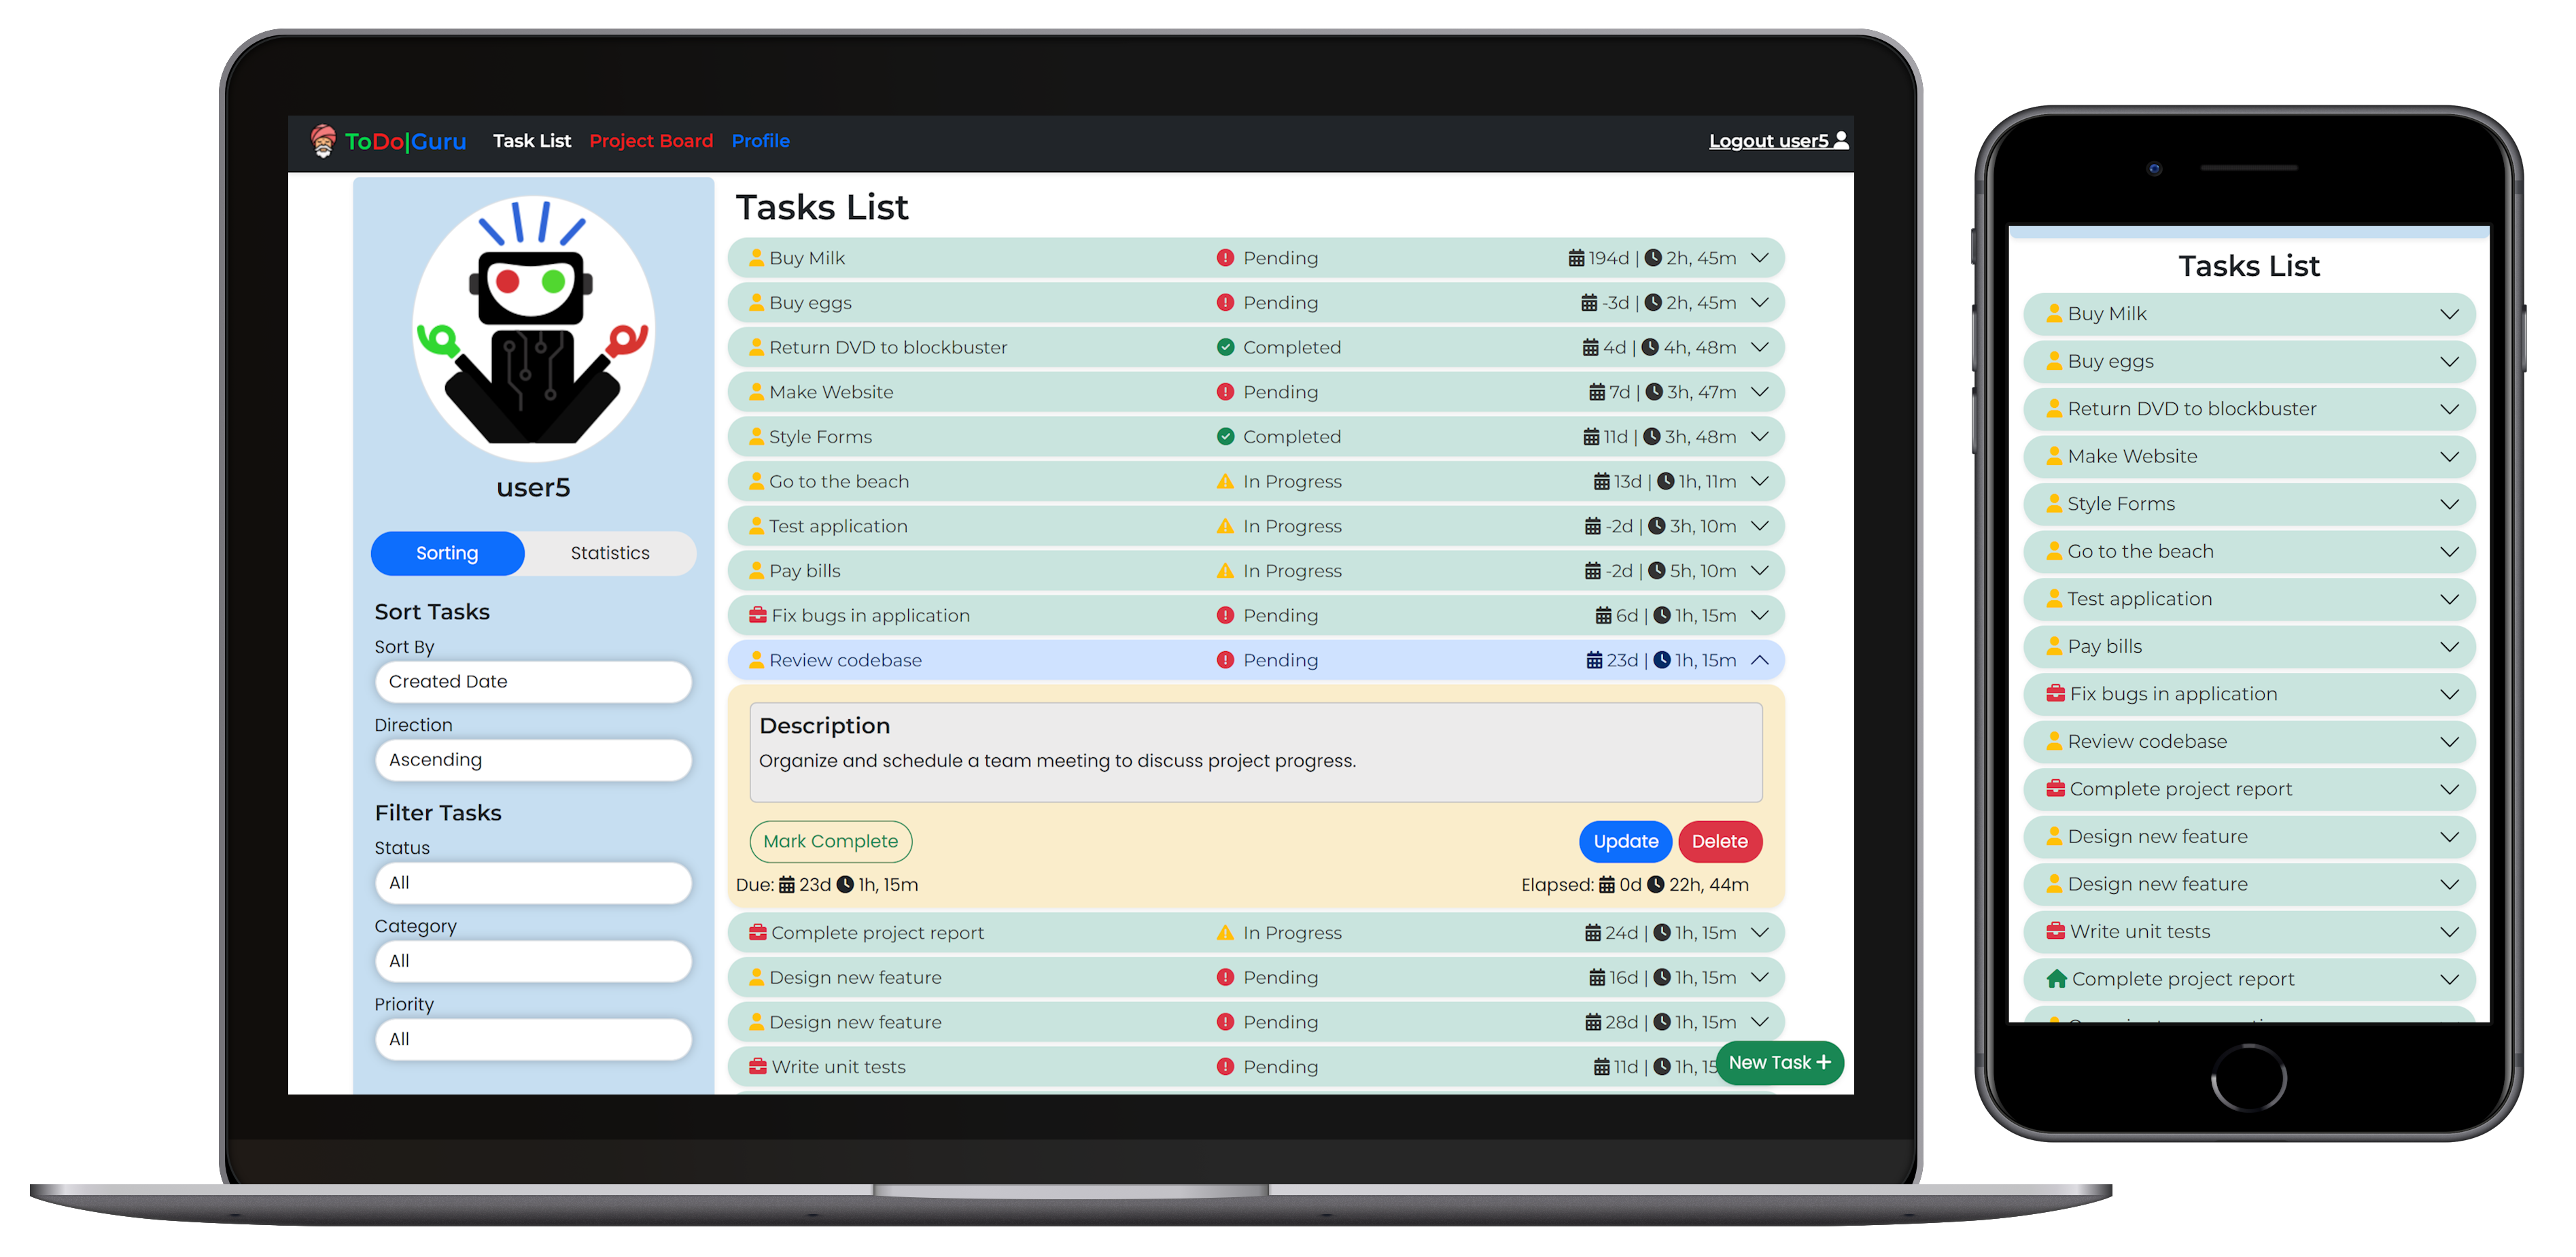 ToDo|Guru Task List Project Board Profile Logout user5
user5
Sorting Statistics
Sort Tasks
Sort By
Created Date
Direction
Ascending
Filter Tasks
Status
All
Category
All
Priority
All
Tasks List
Buy Milk Pending 194d | 2h, 45m
Buy eggs Pending -3d | 2h, 45m
Return DVD to blockbuster Completed 4d | 4h, 48m
Make Website Pending 7d | 3h, 47m
Style Forms Completed 11d | 3h, 48m
Go to the beach In Progress 13d | 1h, 11m
Test application In Progress -2d | 3h, 10m
Pay bills In Progress -2d | 5h, 10m
Fix bugs in application Pending 6d | 1h, 15m
Review codebase Pending 23d | 1h, 15m
Description
Organize and schedule a team meeting to discuss project progress.
Mark Complete Update Delete
Due: 23d 1h, 15m Elapsed: 0d 22h, 44m
Complete project report In Progress 24d | 1h, 15m
Design new feature Pending 16d | 1h, 15m
Design new feature Pending 28d | 1h, 15m
Write unit tests Pending 11d | 1h, 15
New Task +
Tasks List
Buy Milk
Buy eggs
Return DVD to blockbuster
Make Website
Style Forms
Go to the beach
Test application
Pay bills
Fix bugs in application
Review codebase
Complete project report
Design new feature
Design new feature
Write unit tests
Complete project report